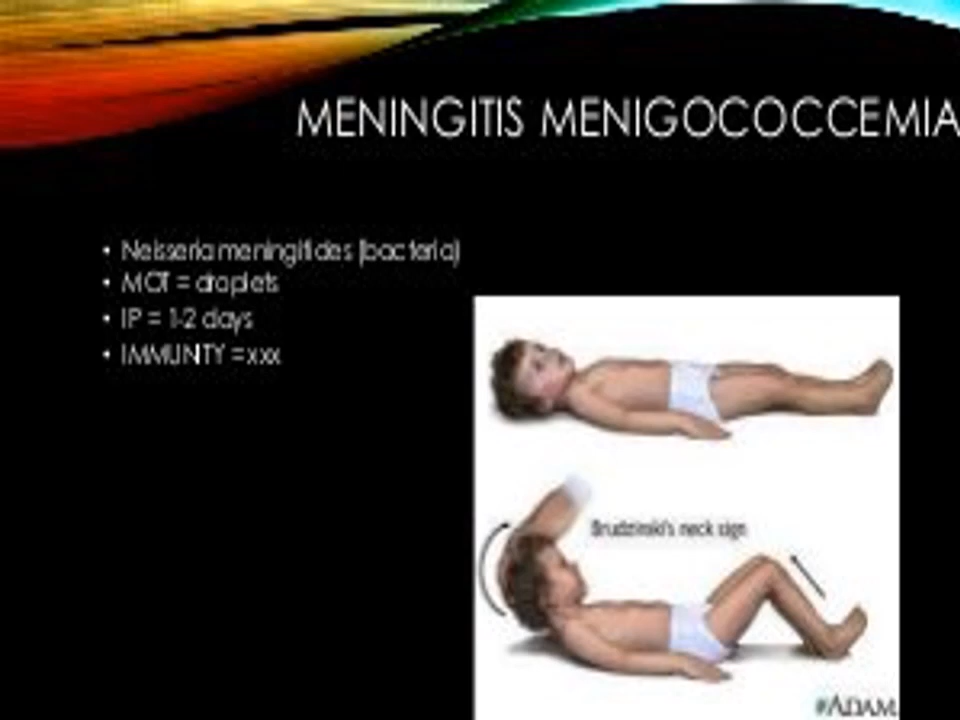 MENINGITIS MENIGOCOCCEMIA
• Neisseria meningitides (bacteria)
• MOT = droplets
• IP = 1-2 days
• IMMUNITY = xxx
Brudzinski's neck sign
#ADAM.